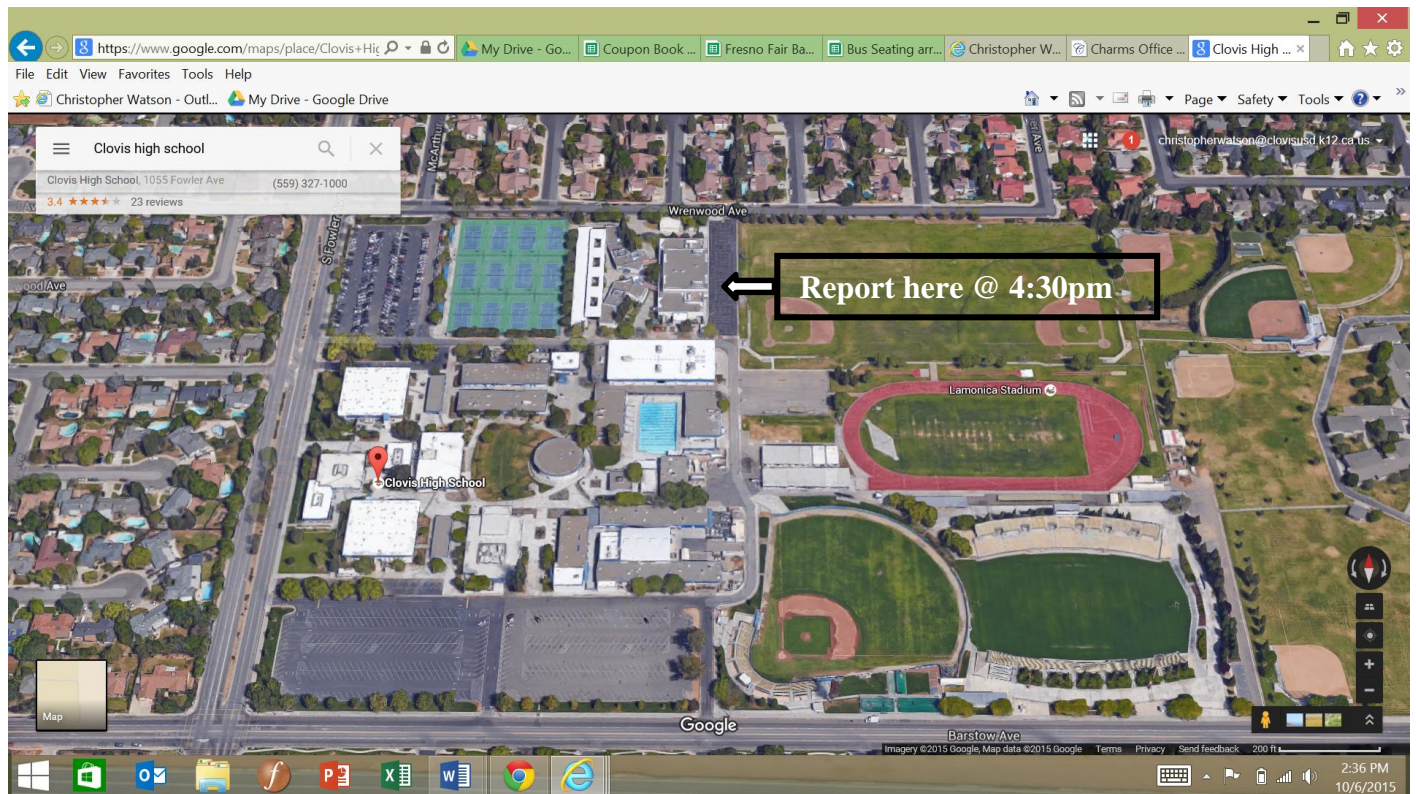 https://www.google.com/maps/place/Clovis+Hig
My Drive - Go...
Coupon Book ...
Fresno Fair Ba...
Bus Seating arr...
Christopher W...
Charms Office ...
Clovis High ...
File Edit View Favorites Tools Help
Christopher Watson - Outl...
My Drive - Google Drive
Page Safety Tools
Clovis high school
Clovis High School, 1055 Fowler Ave
(559) 327-1000
3.4
23 reviews
1
christopherwatson@clovisusd.k12.ca.us
McArthur
Wrenwood Ave
S Fowler
wood Ave
Report here @ 4:30pm
Lamonica Stadium
Clovis High School
Map
Google
Barstow Ave
Imagery ©2015 Google, Map data ©2015 Google Terms Privacy Send feedback 200 ft
2:36 PM
10/6/2015